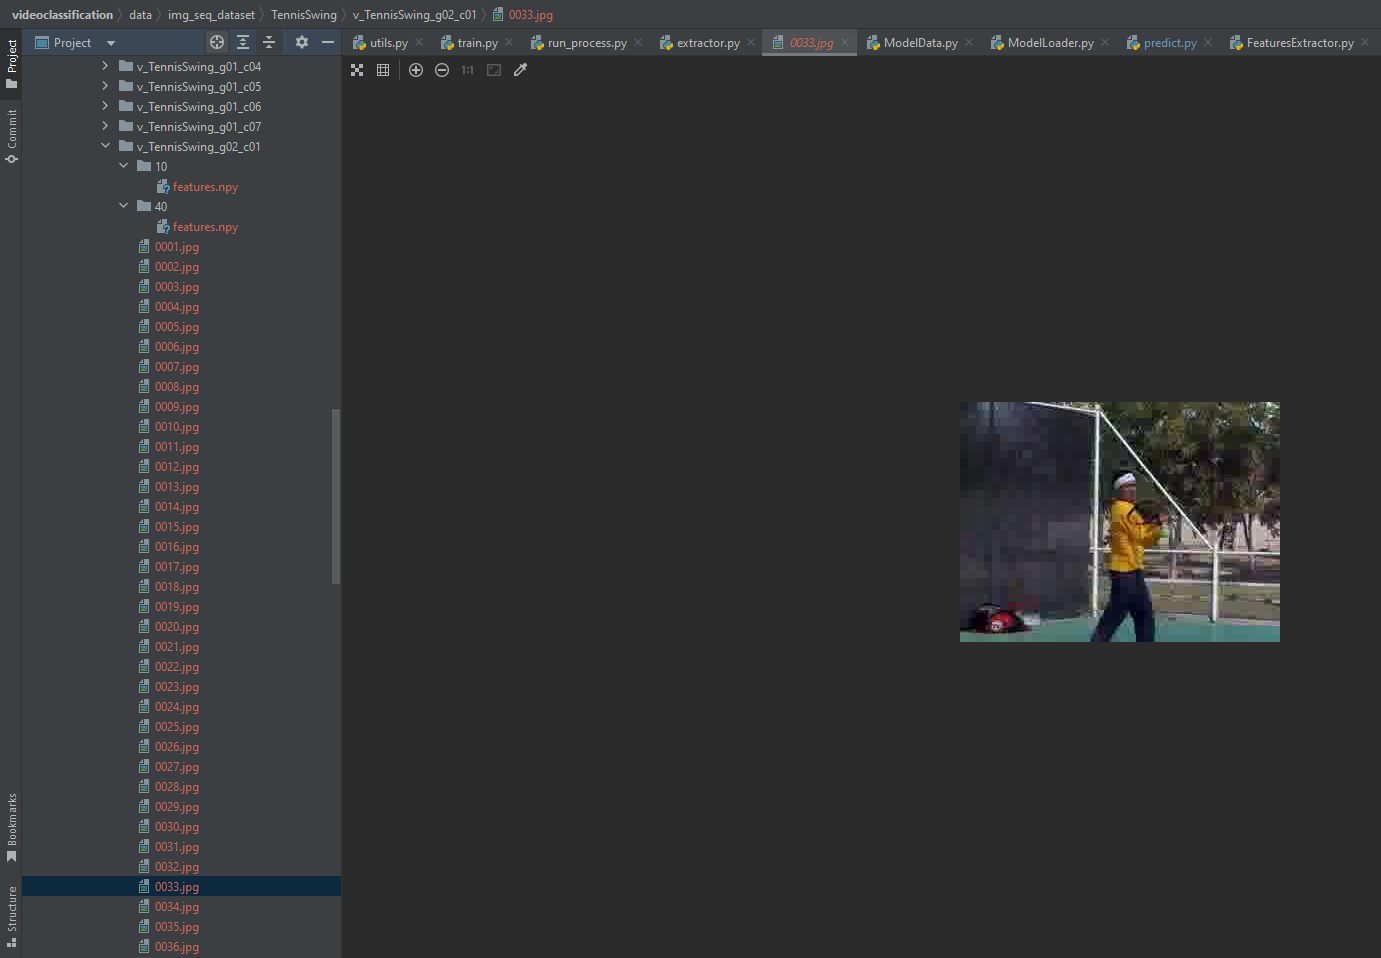 videoclassification data img_seq_dataset TennisSwing v_TennisSwing_g02_c01 0033.jpg
Project
utils.py train.py run_process.py extractor.py 0033.jpg ModelData.py ModelLoader.py predict.py FeaturesExtractor.py
1:1
Project
Commit
Bookmarks
Structure
v_TennisSwing_g01_c04
v_TennisSwing_g01_c05
v_TennisSwing_g01_c06
v_TennisSwing_g01_c07
v_TennisSwing_g02_c01
10
features.npy
40
features.npy
0001.jpg
0002.jpg
0003.jpg
0004.jpg
0005.jpg
0006.jpg
0007.jpg
0008.jpg
0009.jpg
0010.jpg
0011.jpg
0012.jpg
0013.jpg
0014.jpg
0015.jpg
0016.jpg
0017.jpg
0018.jpg
0019.jpg
0020.jpg
0021.jpg
0022.jpg
0023.jpg
0024.jpg
0025.jpg
0026.jpg
0027.jpg
0028.jpg
0029.jpg
0030.jpg
0031.jpg
0032.jpg
0033.jpg
0034.jpg
0035.jpg
0036.jpg